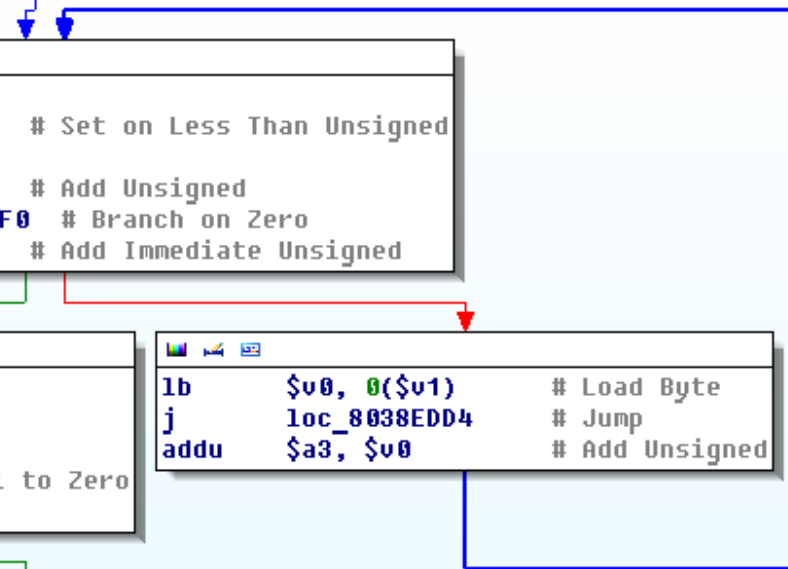 # Set on Less Than Unsigned
# Add Unsigned
F0 # Branch on Zero
# Add Immediate Unsigned
lb $v0, 0($v1) # Load Byte
j loc_8038EDD4 # Jump
addu $a3, $v0 # Add Unsigned
to Zero